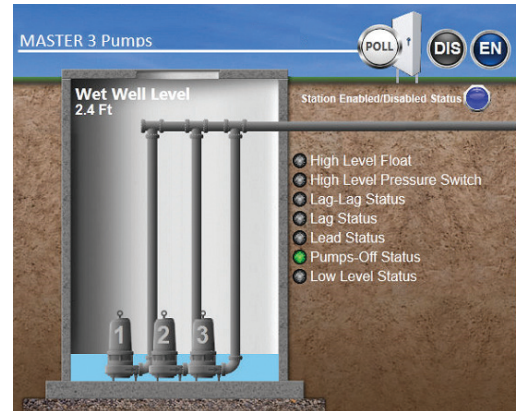 MASTER 3 Pumps
POLL
DIS
EN
Wet Well Level
2.4 Ft
Station Enabled/Disabled Status
High Level Float
High Level Pressure Switch
Lag-Lag Status
Lag Status
Lead Status
Pumps-Off Status
Low Level Status
1 2 3